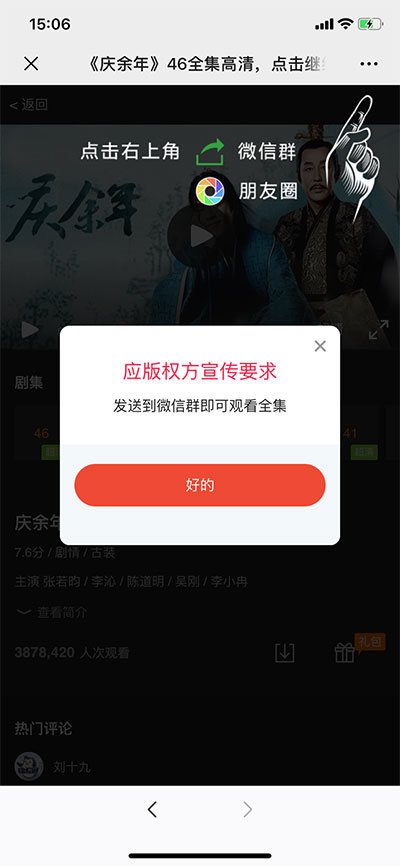 15:06
《庆余年》46全集高清，点击继
< 返回
点击右上角 微信群
朋友圈
庆余年
应版权方宣传要求
发送到微信群即可观看全集
好的
剧集
46
41
超清
超清
庆余年
7.6分 / 剧情 / 古装
主演 张若昀 / 李沁 / 陈道明 / 吴刚 / 李小冉
查看简介
3878,420 人次观看
礼包
热门评论
刘十九